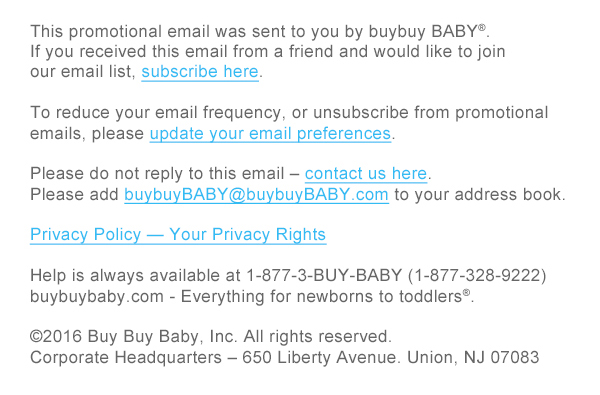 This promotional email was sent to you by buybuy BABY®.
If you received this email from a friend and would like to join
our email list, subscribe here.
To reduce your email frequency, or unsubscribe from promotional
emails, please update your email preferences.
Please do not reply to this email – contact us here.
Please add buybuyBABY@buybuyBABY.com to your address book.
Privacy Policy — Your Privacy Rights
Help is always available at 1-877-3-BUY-BABY (1-877-328-9222)
buybuybaby.com - Everything for newborns to toddlers®.
©2016 Buy Buy Baby, Inc. All rights reserved.
Corporate Headquarters – 650 Liberty Avenue. Union, NJ 07083